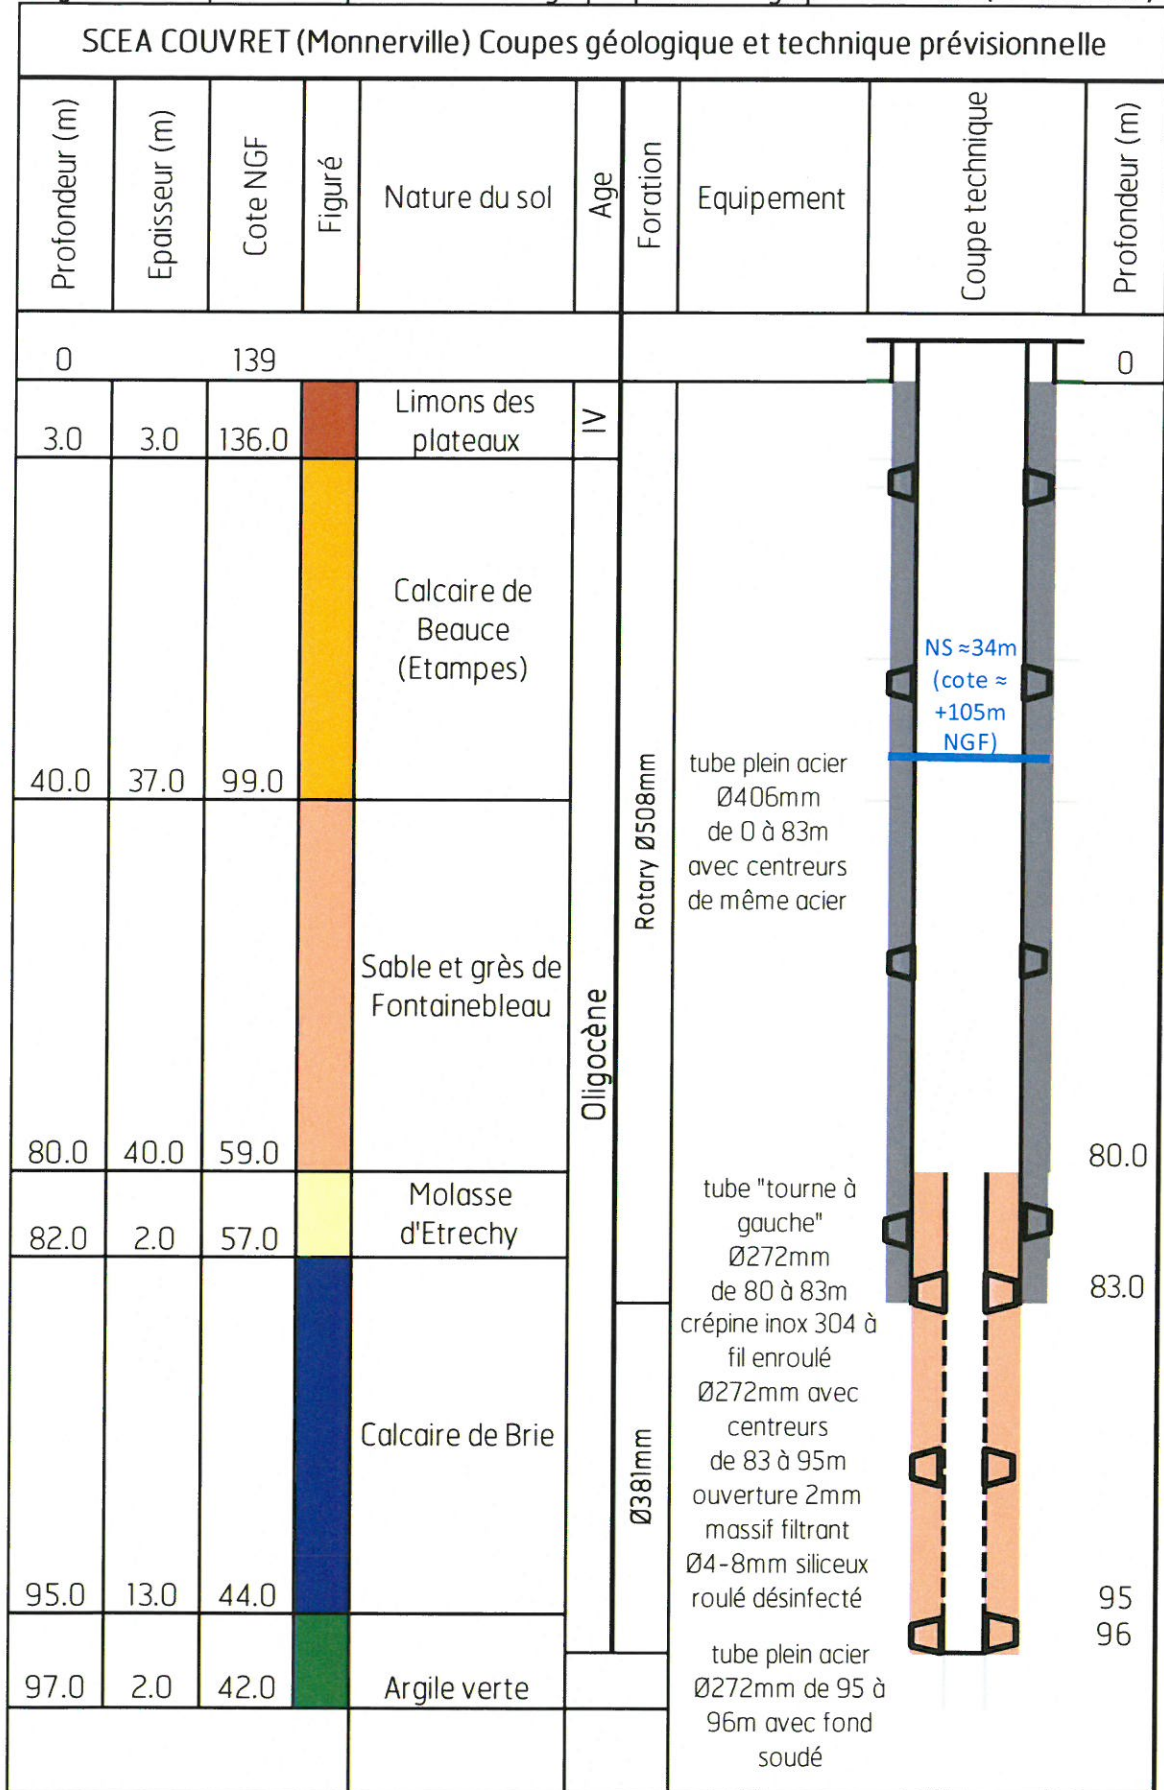 SCEA COUVRET (Monnerville) Coupes géologique et technique prévisionnelle
Profondeur (m)
Epaisseur (m)
Cote NGF
Figuré
Nature du sol
Age
Foration
Equipement
Coupe technique
Profondeur (m)
0 139 0
Limons des
plateaux
3.0 3.0 136.0
IV
Calcaire de
Beauce
(Etampes)
40.0 37.0 99.0
Sable et grès de
Fontainebleau
80.0 40.0 59.0
Molasse
d'Etrechy
82.0 2.0 57.0
Calcaire de Brie
95.0 13.0 44.0
97.0 2.0 42.0 Argile verte
Oligocène
Rotary Ø508mm
Ø381mm
tube plein acier
Ø406mm
de 0 à 83m
avec centreurs
de même acier
tube "tourne à
gauche"
Ø272mm
de 80 à 83m
crépine inox 304 à
fil enroulé
Ø272mm avec
centreurs
de 83 à 95m
ouverture 2mm
massif filtrant
Ø4-8mm siliceux
roulé désinfecté
tube plein acier
Ø272mm de 95 à
96m avec fond
soudé
NS ≈34m
(cote ≈
+105m
NGF)
80.0
83.0
95
96